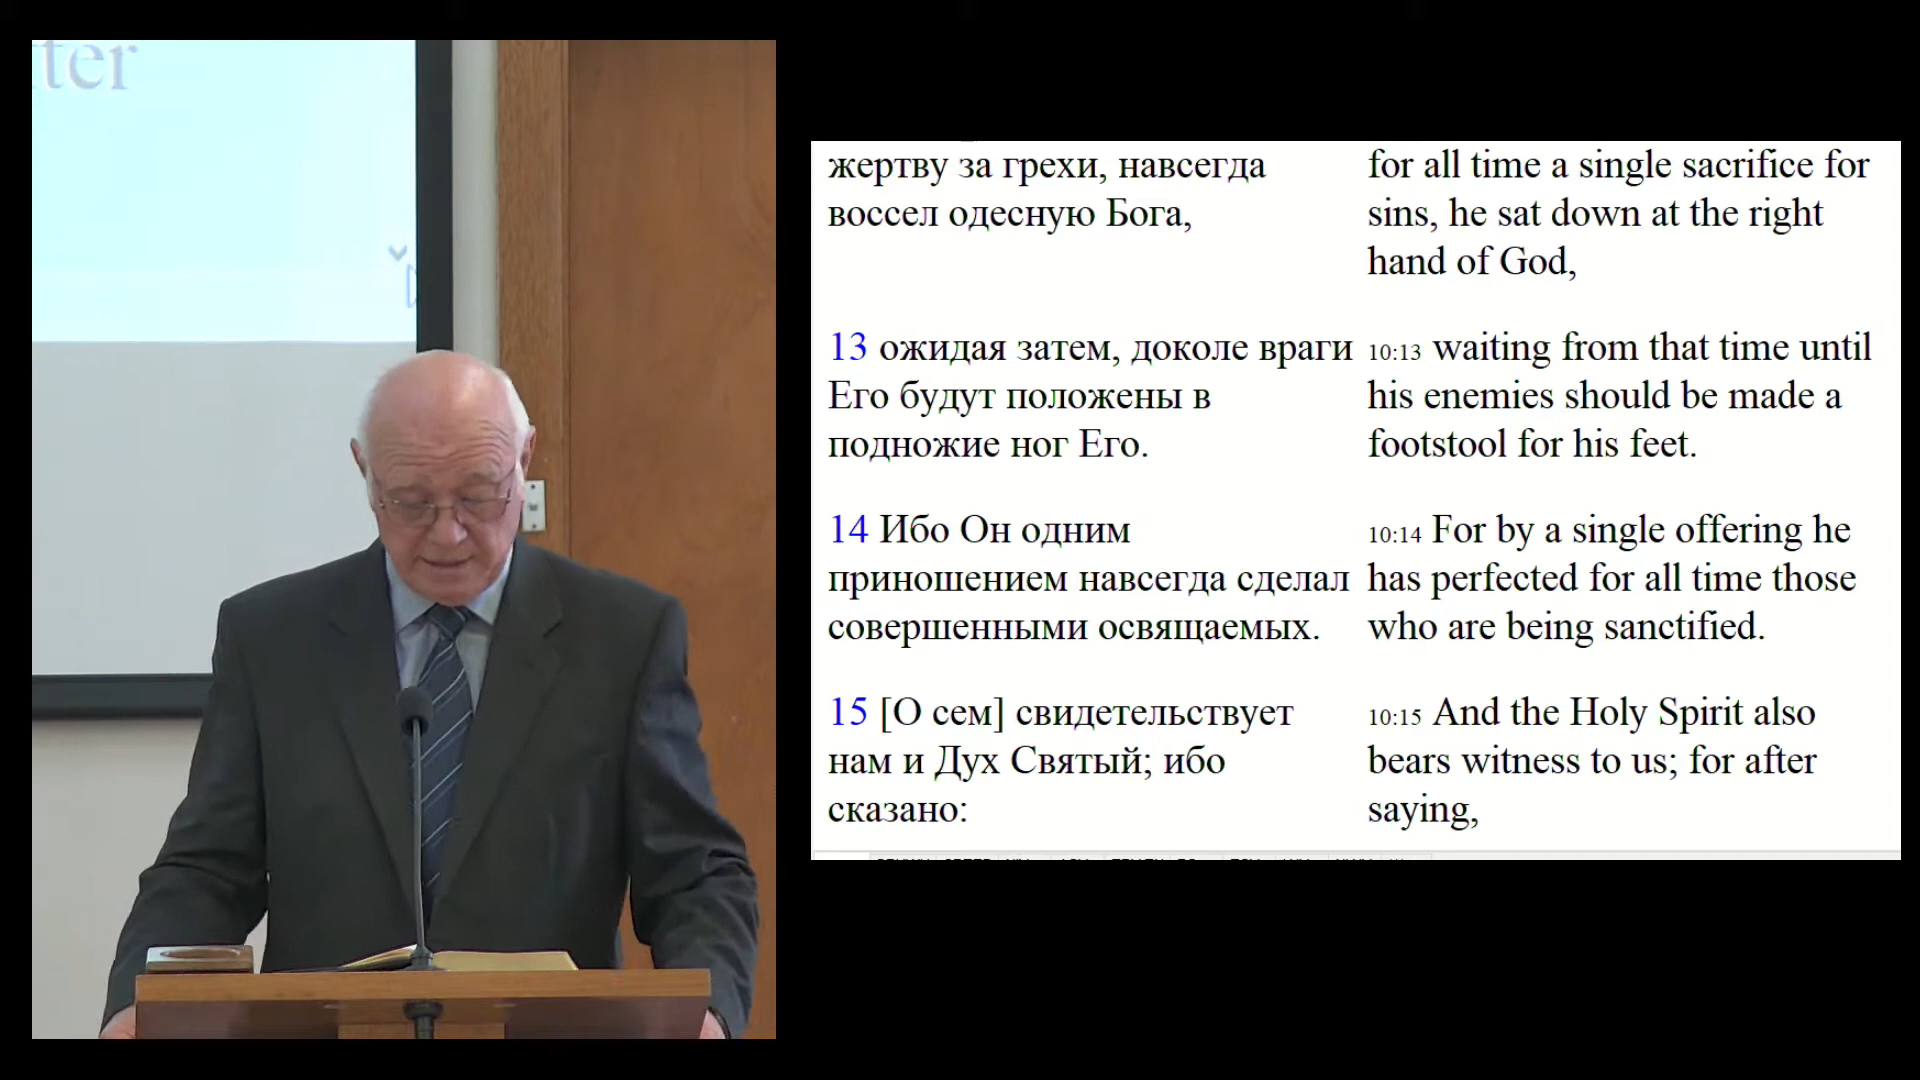 tter
жертву за грехи, навсегда
воссел одесную Бога,
for all time a single sacrifice for
sins, he sat down at the right
hand of God,
13 ожидая затем, доколе враги
Его будут положены в
подножие ног Его.
10:13 waiting from that time until
his enemies should be made a
footstool for his feet.
14 Ибо Он одним
приношением навсегда сделал
совершенными освящаемых.
10:14 For by a single offering he
has perfected for all time those
who are being sanctified.
15 [О сем] свидетельствует
нам и Дух Святый; ибо
сказано:
10:15 And the Holy Spirit also
bears witness to us; for after
saying,